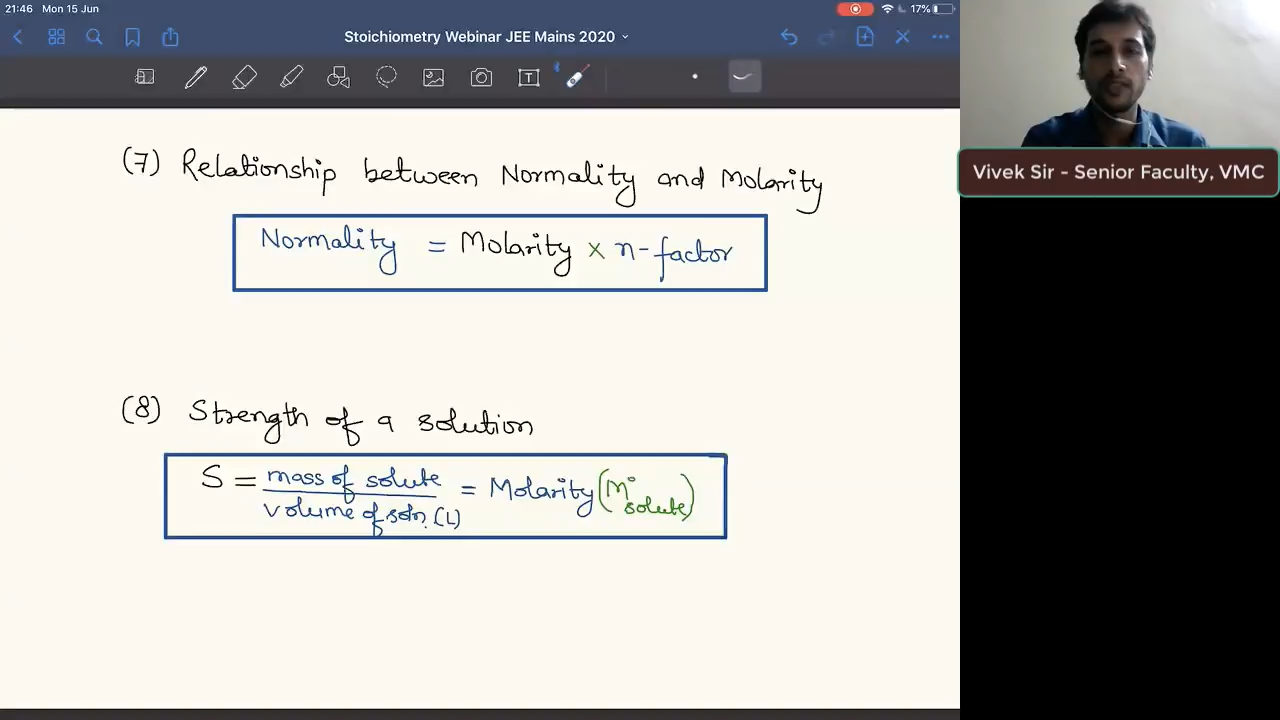 21:46 Mon 15 Jun
17%
Stoichiometry Webinar JEE Mains 2020
T
Vivek Sir - Senior Faculty, VMC
(7) Relationship between Normality and Molarity
Normality = Molarity × n-factor
(8) Strength of a solution
S = mass of solute / volume of soln. (L) = Molarity (M° solute)